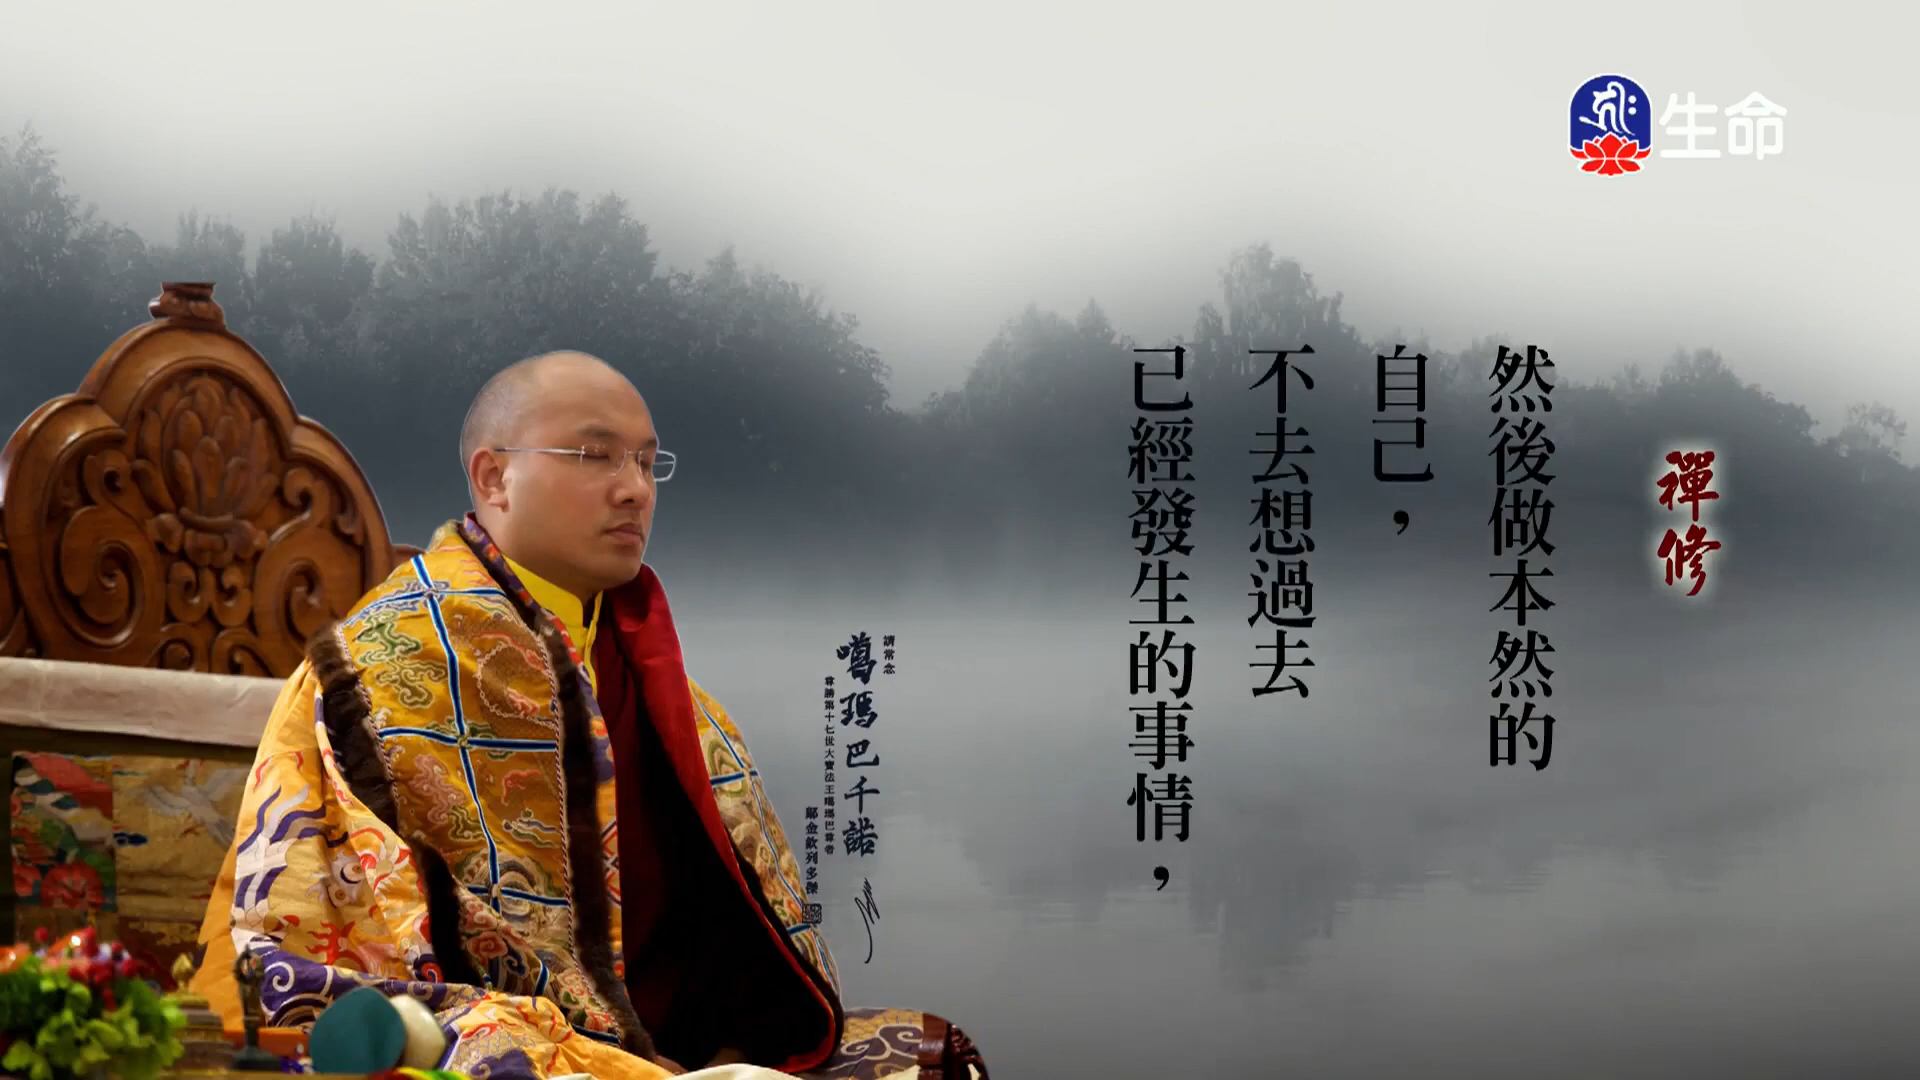 生命
禪修
然後做本然的
自己，
不去想過去
已經發生的事情，
請常念
噶瑪巴千諾
尊勝第十七世大寶法王噶瑪巴尊者
鄔金欽列多傑